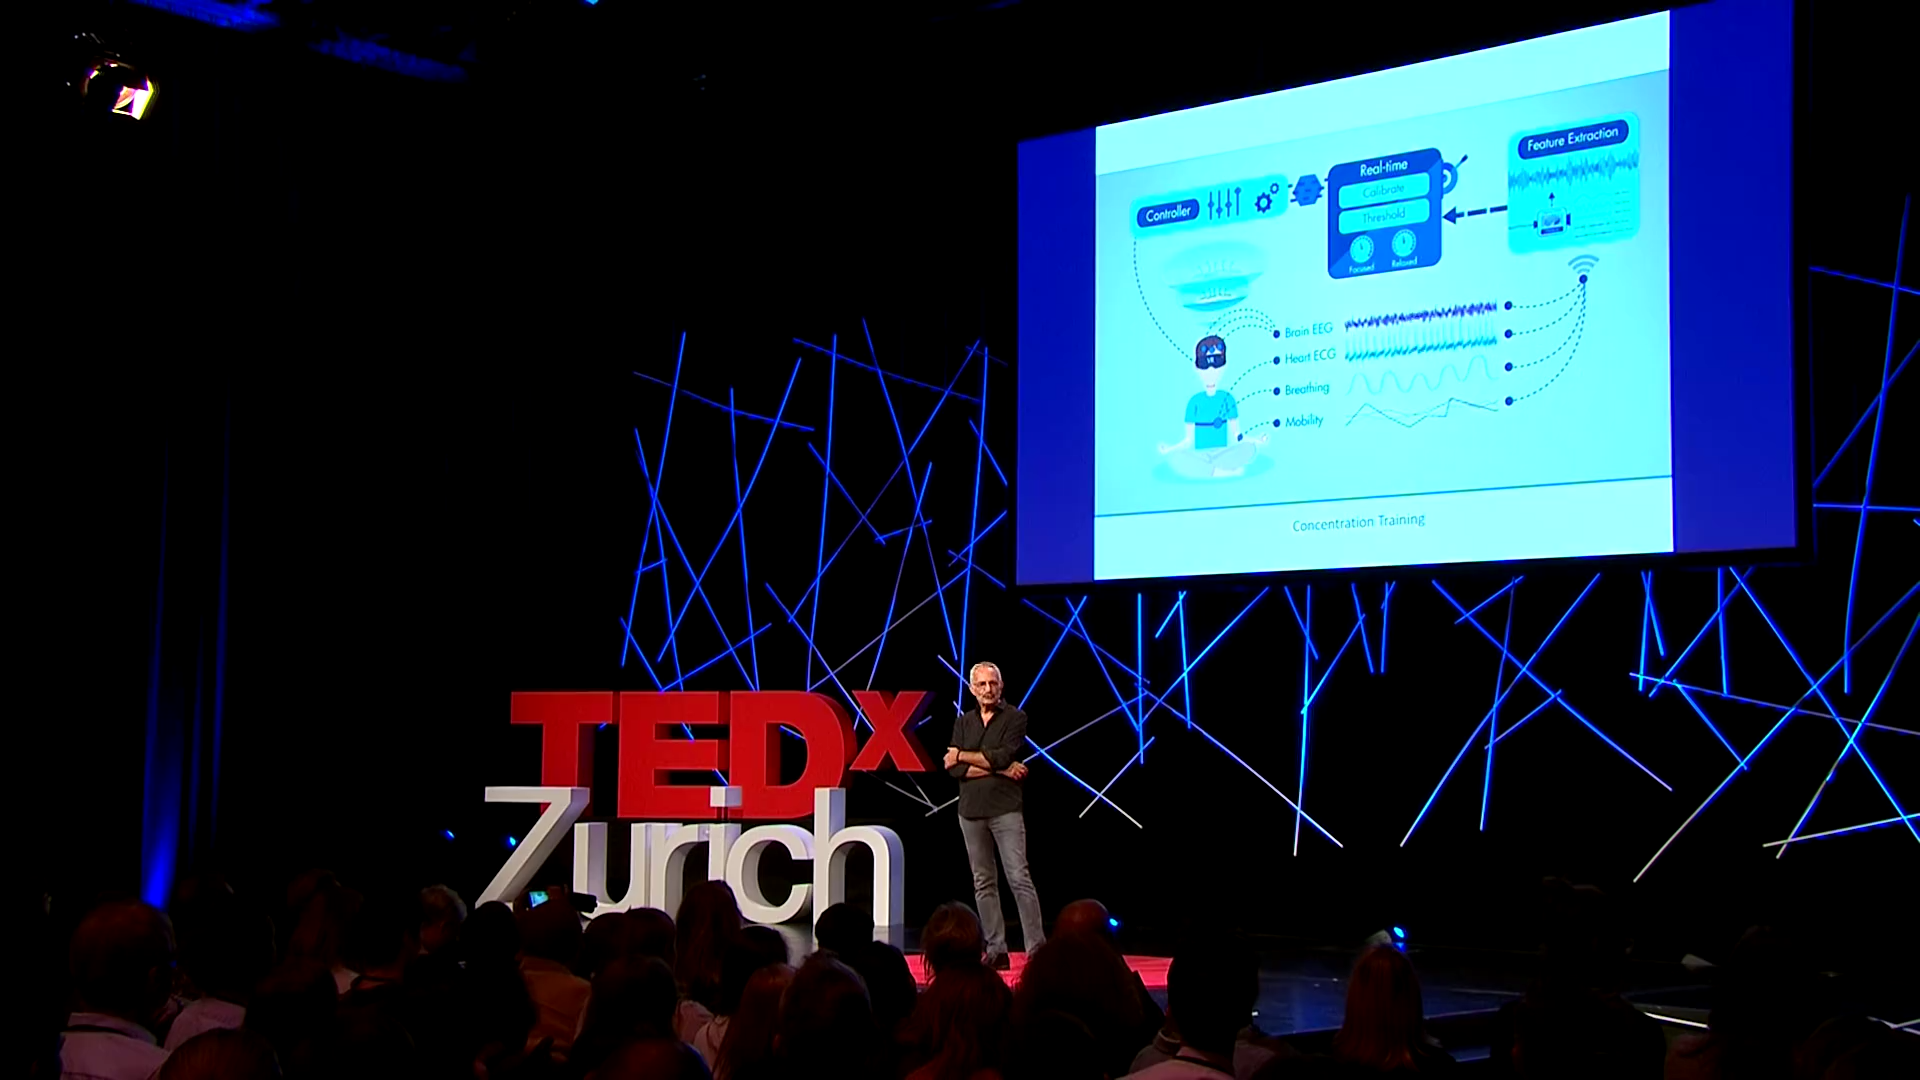 Feature Extraction
Real-time
Calibrate
Threshold
Focused
Relaxed
Controller
VR
Brain EEG
Heart ECG
Breathing
Mobility
Concentration Training
TEDx
Zurich